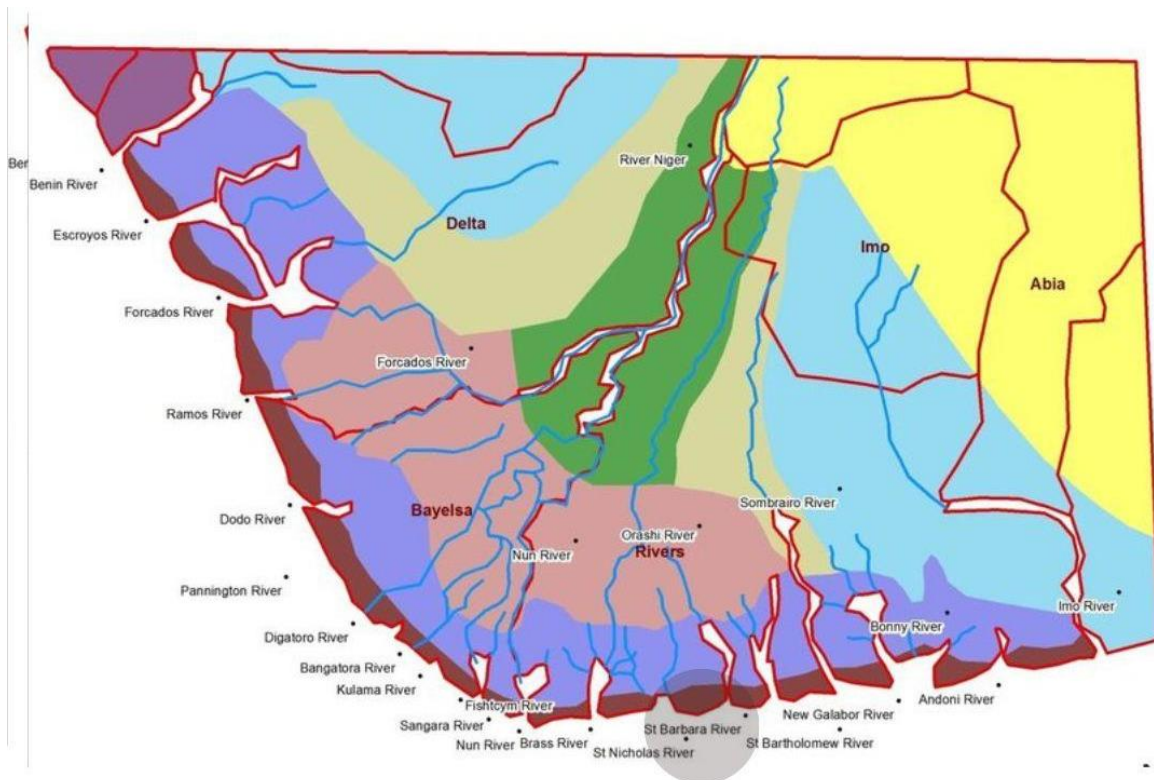 River Niger
Ber
Benin River
Delta
Escroyos River
Imo
Abia
Forcados River
Forcados River
Ramos River
Sombrairo River
Dodo River
Bayelsa
Orashi River
Nun River
Rivers
Pannington River
Imo River
Bonny River
Digatoro River
Bangatora River
Kulama River
Andoni River
Fishtcym River
New Galabor River
Sangara River
St Barbara River
Nun River
Brass River
St Bartholomew River
St Nicholas River